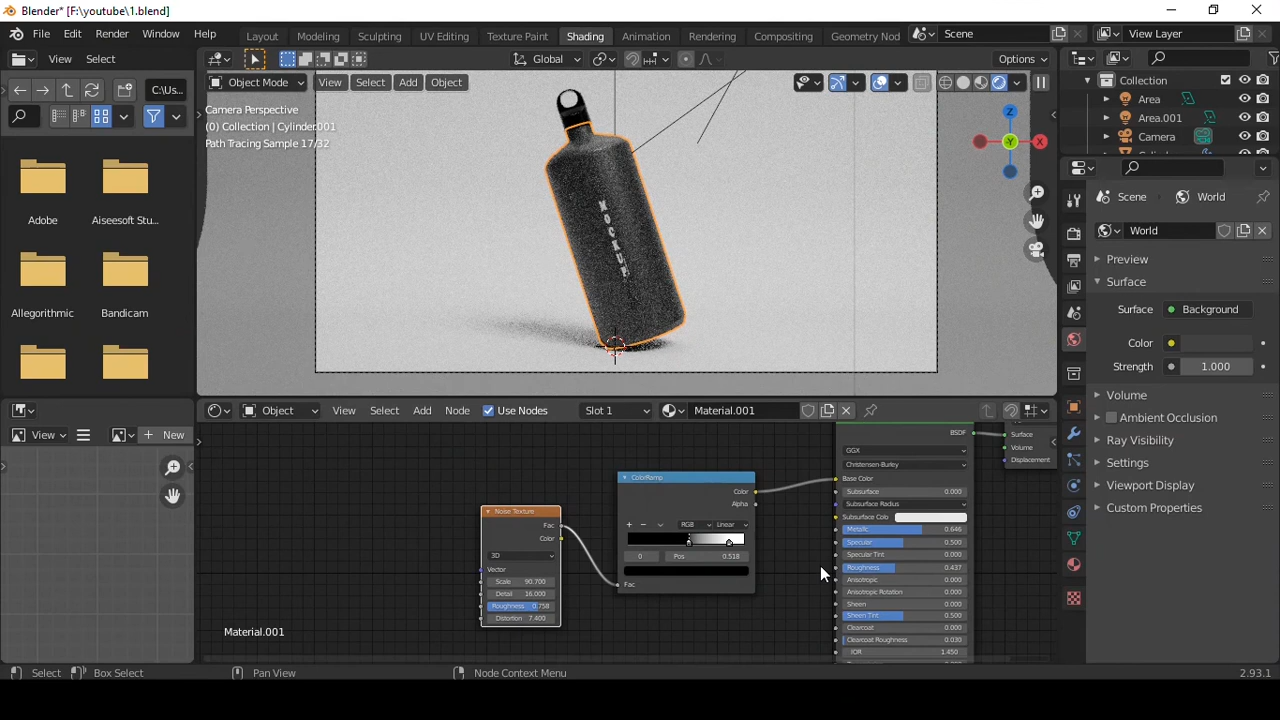 Blender* [F:\youtube\1.blend]
File Edit Render Window Help Layout Modeling Sculpting UV Editing Texture Paint Shading Animation Rendering Compositing Geometry Nod Scene View Layer
View Select Global Options
C:\Us... Object Mode View Select Add Object Collection
Camera Perspective
(0) Collection | Cylinder.001
Path Tracing Sample 17/32
Area
Area.001
Camera
Z
X
Y
Adobe Aiseesoft Stu...
Scene World
World
Preview
Surface
MOCKUP
Allegorithmic Bandicam
Surface Background
Color
Strength 1.000
Volume
Ambient Occlusion
Ray Visibility
Settings
Viewport Display
Custom Properties
Object View Select Add Node Use Nodes Slot 1 Material.001
View New
BSDF
GGX
Christensen-Burley
Base Color
Subsurface 0.000
Subsurface Radius
Subsurface Colo
Metallic 0.646
Specular 0.500
Specular Tint 0.000
Roughness 0.437
Anisotropic 0.000
Anisotropic Rotation 0.000
Sheen 0.000
Sheen Tint 0.500
Clearcoat 0.000
Clearcoat Roughness 0.030
IOR 1.450
Surface
Volume
Displacement
ColorRamp
Color
Alpha
RGB Linear
0 Pos 0.518
Fac
Noise Texture
Fac
Color
3D
Vector
Scale 90.700
Detail 16.000
Roughness 0.758
Distortion 7.400
Material.001
Select Box Select Pan View Node Context Menu 2.93.1